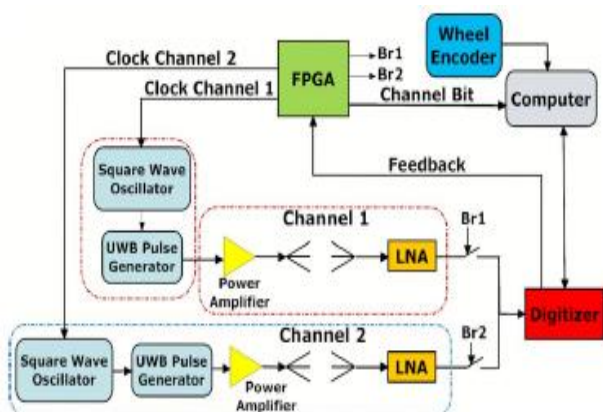 Clock Channel 2
Clock Channel 1
FPGA
Br1
Br2
Channel Bit
Wheel
Encoder
Computer
Feedback
Square Wave
Oscillator
UWB Pulse
Generator
Channel 1
Power
Amplifier
LNA
Br1
Digitizer
Channel 2
Square Wave
Oscillator
UWB Pulse
Generator
Power
Amplifier
LNA
Br2